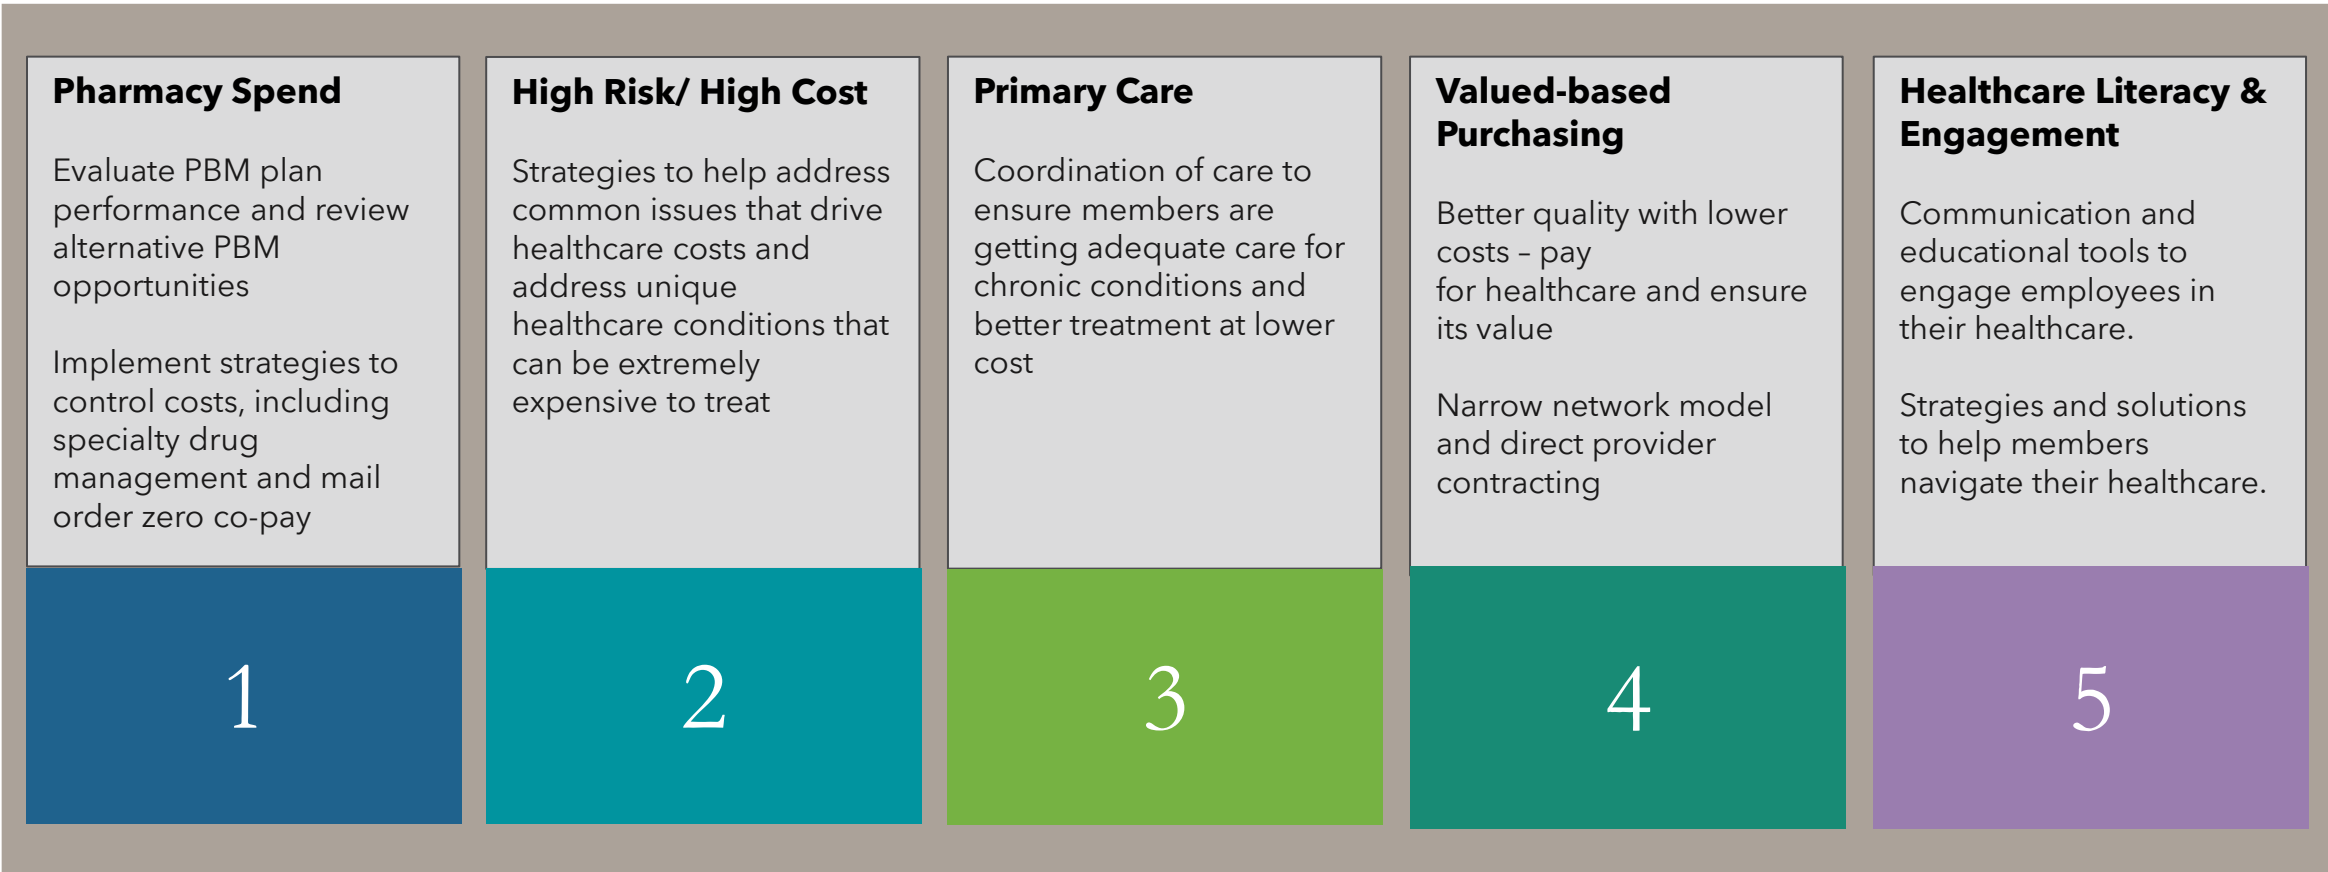 Pharmacy Spend
Evaluate PBM plan
performance and review
alternative PBM
opportunities
Implement strategies to
control costs, including
specialty drug
management and mail
order zero co-pay
1
High Risk/ High Cost
Strategies to help address
common issues that drive
healthcare costs and
address unique
healthcare conditions that
can be extremely
expensive to treat
2
Primary Care
Coordination of care to
ensure members are
getting adequate care for
chronic conditions and
better treatment at lower
cost
3
Valued-based
Purchasing
Better quality with lower
costs – pay
for healthcare and ensure
its value
Narrow network model
and direct provider
contracting
4
Healthcare Literacy &
Engagement
Communication and
educational tools to
engage employees in
their healthcare.
Strategies and solutions
to help members
navigate their healthcare.
5